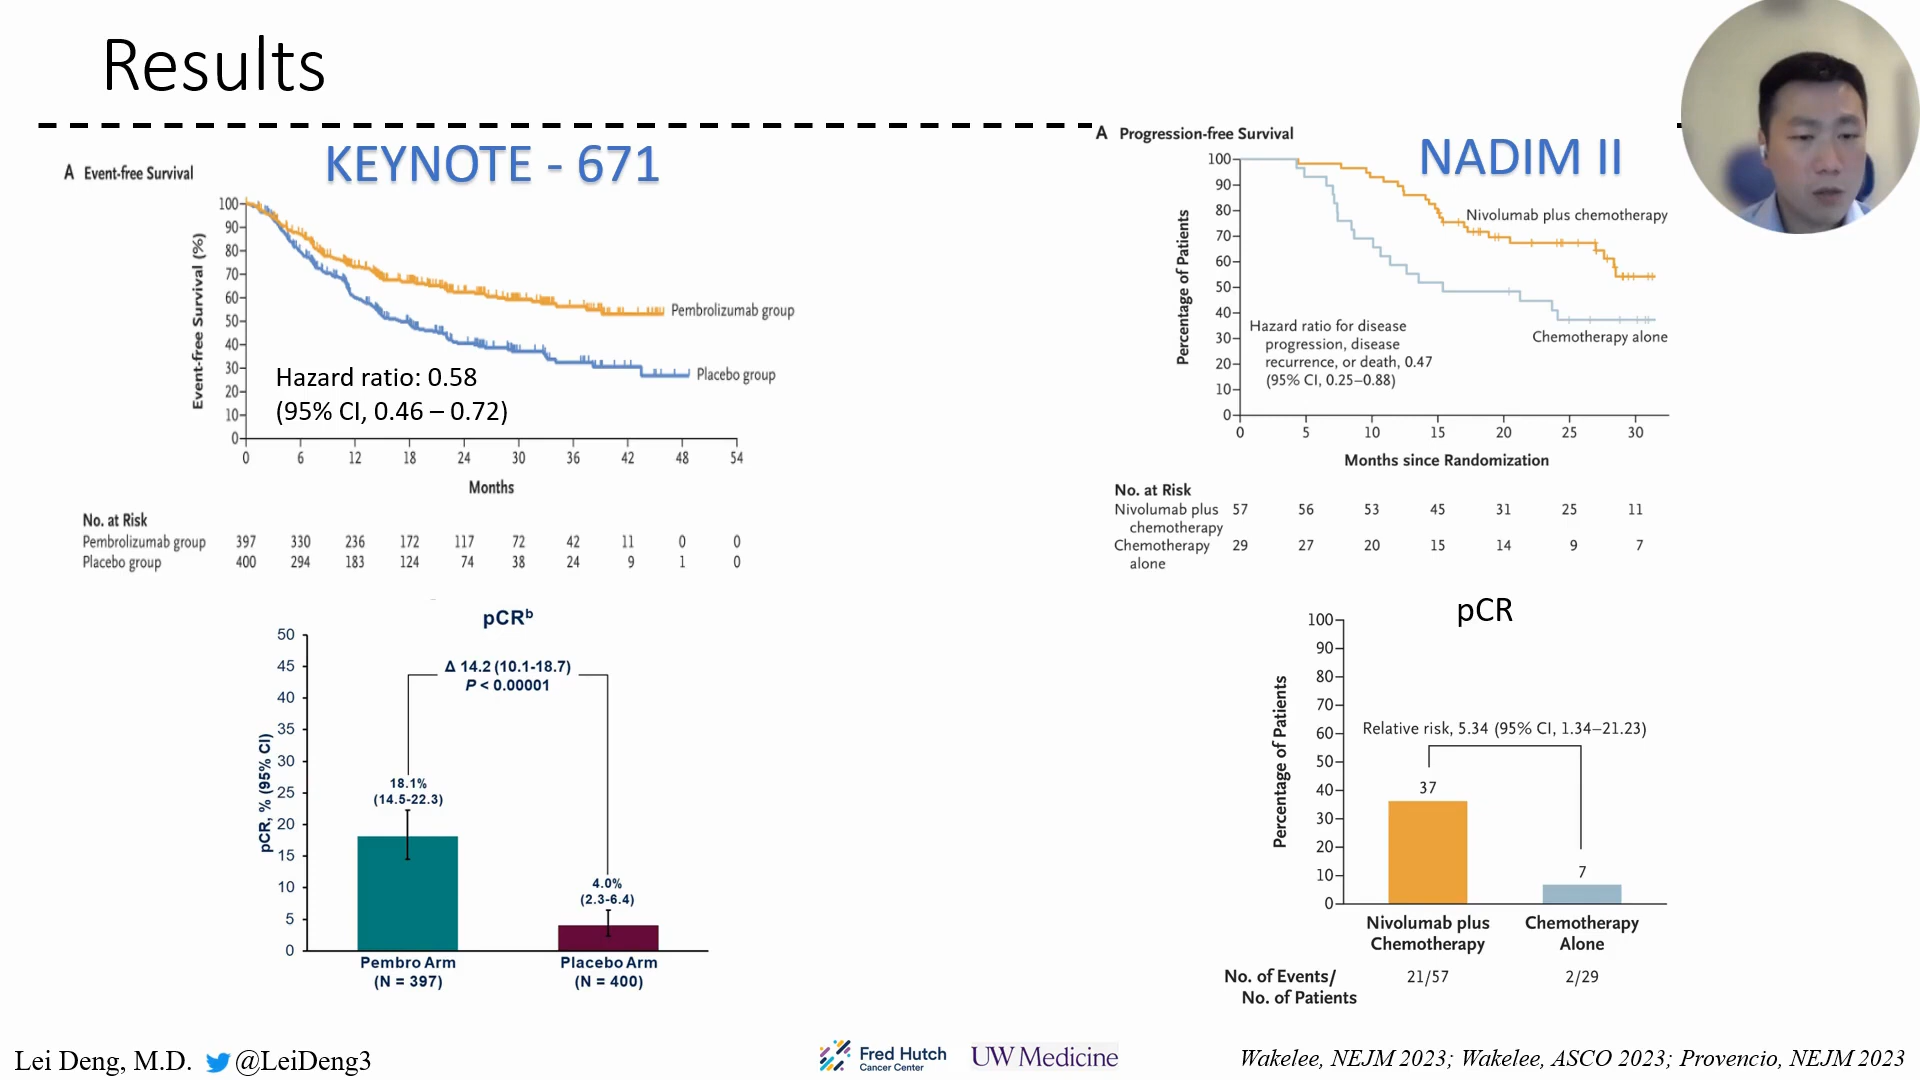 Results
KEYNOTE - 671
A Event-free Survival
Event-free Survival (%)
100
90
80
70
60
50
40
30
20
10
0
Pembrolizumab group
Placebo group
Hazard ratio: 0.58
(95% CI, 0.46 – 0.72)
0 6 12 18 24 30 36 42 48 54
Months
No. at Risk
Pembrolizumab group 397 330 236 172 117 72 42 11 0 0
Placebo group 400 294 183 124 74 38 24 9 1 0
A Progression-free Survival
NADIM II
Percentage of Patients
100
90
80
70
60
50
40
30
20
10
0
Nivolumab plus chemotherapy
Chemotherapy alone
Hazard ratio for disease
progression, disease
recurrence, or death, 0.47
(95% CI, 0.25–0.88)
0 5 10 15 20 25 30
Months since Randomization
No. at Risk
Nivolumab plus 57 56 53 45 31 25 11
chemotherapy
Chemotherapy 29 27 20 15 14 9 7
alone
pCRᵇ
pCR, % (95% CI)
50
45
40
35
30
25
20
15
10
5
0
Δ 14.2 (10.1-18.7)
P < 0.00001
18.1%
(14.5-22.3)
4.0%
(2.3-6.4)
Pembro Arm Placebo Arm
(N = 397) (N = 400)
pCR
Percentage of Patients
100
90
80
70
60
50
40
30
20
10
0
Relative risk, 5.34 (95% CI, 1.34–21.23)
37
7
Nivolumab plus Chemotherapy
Chemotherapy Alone
No. of Events/ 21/57 2/29
No. of Patients
Lei Deng, M.D. @LeiDeng3
Fred Hutch
Cancer Center
UW Medicine
Wakelee, NEJM 2023; Wakelee, ASCO 2023; Provencio, NEJM 2023